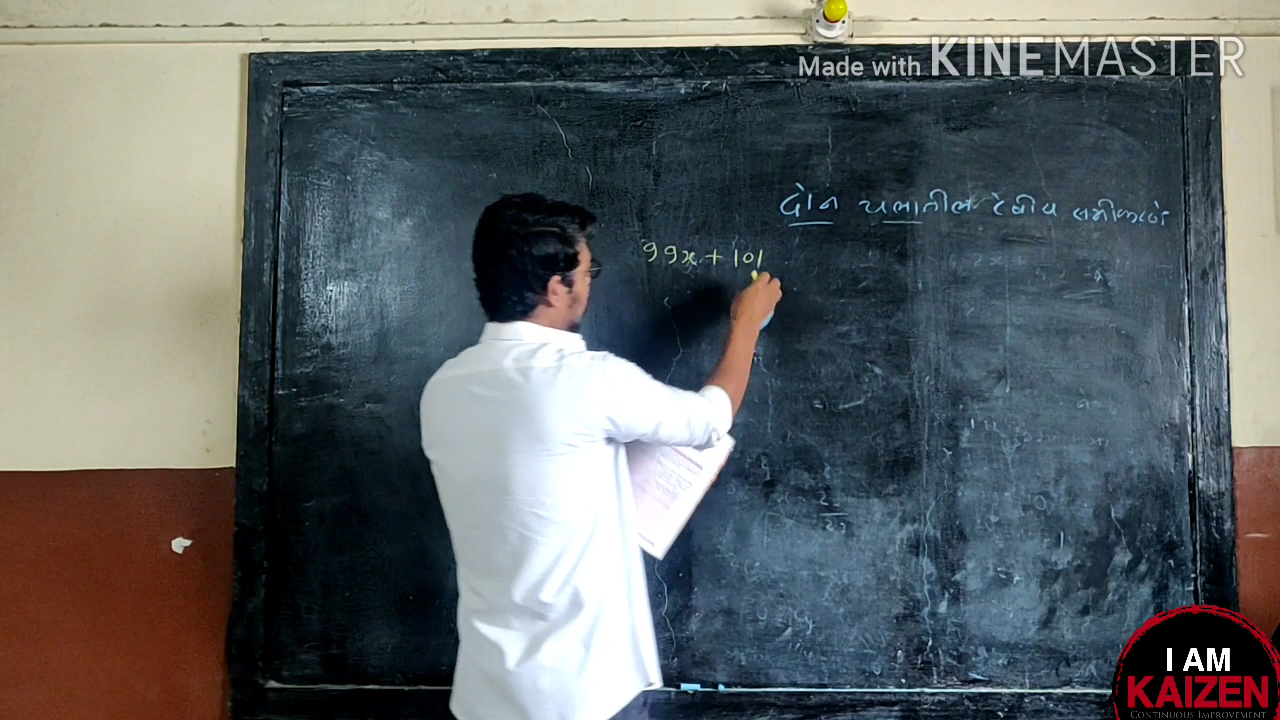 Made with KINEMASTER
दोन चलातील रेषीय समीकरणे
99x + 101
I AM
KAIZEN
CONTINUOUS IMPROVEMENT